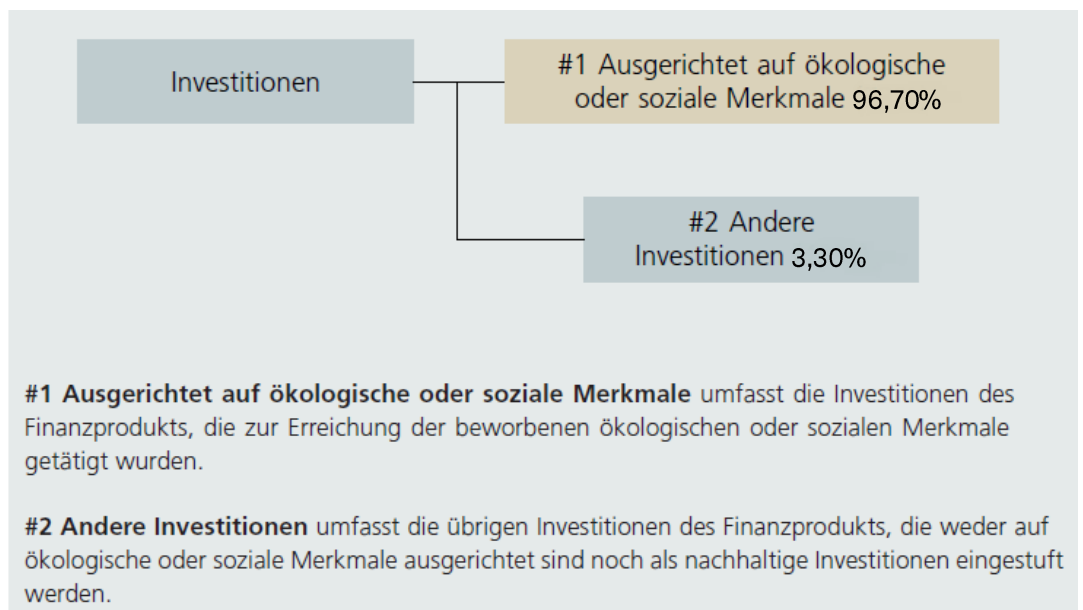 Investitionen
#1 Ausgerichtet auf ökologische
oder soziale Merkmale 96,70%
#2 Andere
Investitionen 3,30%
#1 Ausgerichtet auf ökologische oder soziale Merkmale umfasst die Investitionen des
Finanzprodukts, die zur Erreichung der beworbenen ökologischen oder sozialen Merkmale
getätigt wurden.
#2 Andere Investitionen umfasst die übrigen Investitionen des Finanzprodukts, die weder auf
ökologische oder soziale Merkmale ausgerichtet sind noch als nachhaltige Investitionen eingestuft
werden.